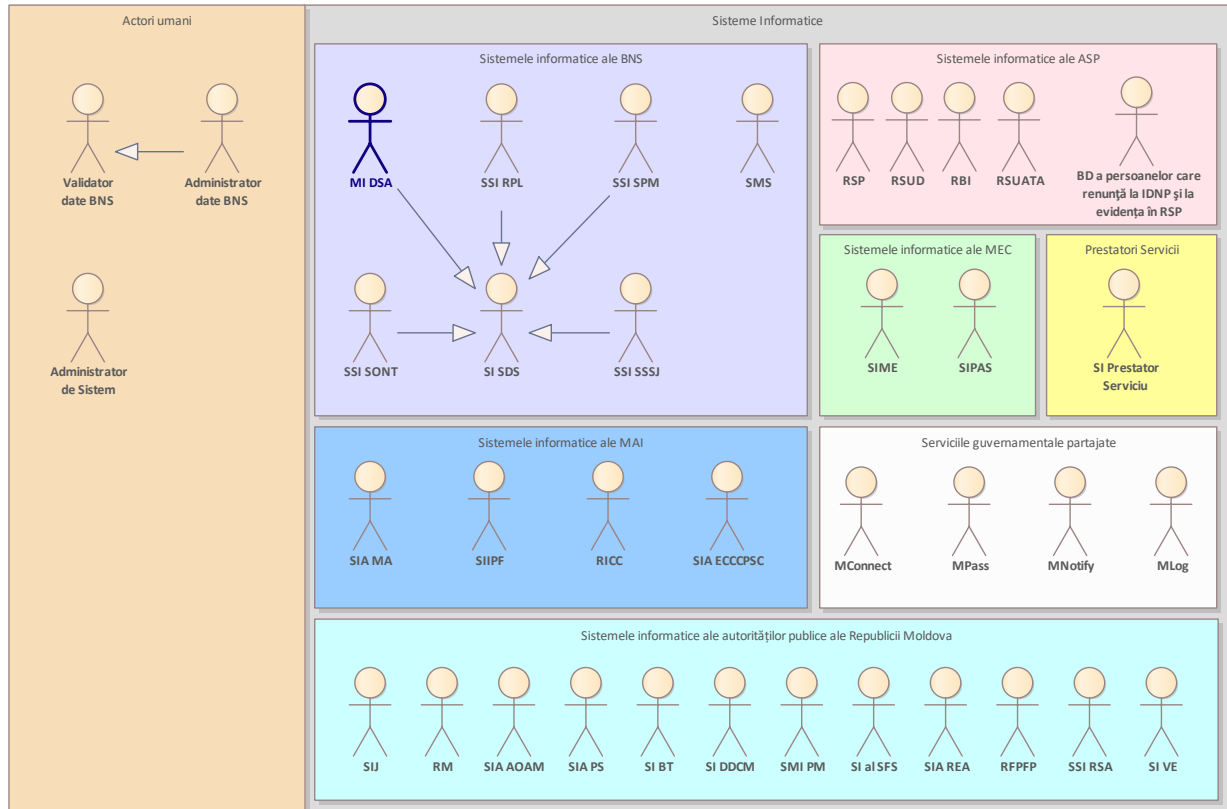 Actori umani
Validator
date BNS
Administrator
date BNS
Administrator
de Sistem
Sisteme Informatice
Sistemele informatice ale BNS
MI DSA
SSI RPL
SSI SPM
SMS
SSI SONT
SI SDS
SSI SSSJ
Sistemele informatice ale ASP
RSP
RSUD
RBI
RSUATA
BD a persoanelor care
renunţă la IDNP şi la
evidența în RSP
Sistemele informatice ale MEC
SIME
SIPAS
Prestatori Servicii
SI Prestator
Serviciu
Sistemele informatice ale MAI
SIA MA
SIIPF
RICC
SIA ECCCPSC
Serviciile guvernamentale partajate
MConnect
MPass
MNotify
MLog
Sistemele informatice ale autorităților publice ale Republicii Moldova
SIJ
RM
SIA AOAM
SIA PS
SI BT
SI DDCM
SMI PM
SI al SFS
SIA REA
RFPFP
SSI RSA
SI VE